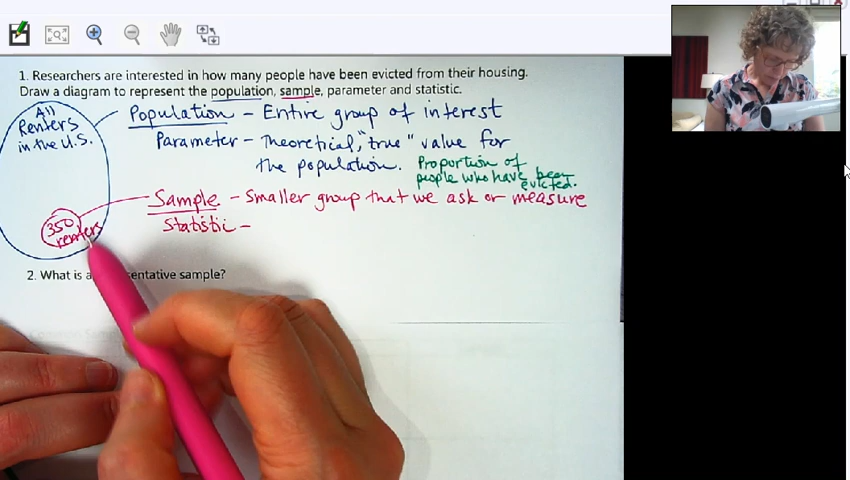 1. Researchers are interested in how many people have been evicted from their housing.
Draw a diagram to represent the population, sample, parameter and statistic.
All
Renters
in the U.S.
Population - Entire group of interest
Parameter - Theoretical, "true" value for
the population.
Proportion of
people who have been
evicted.
Sample - Smaller group that we ask or measure
Statistic -
350
renters
2. What is a sentative sample?